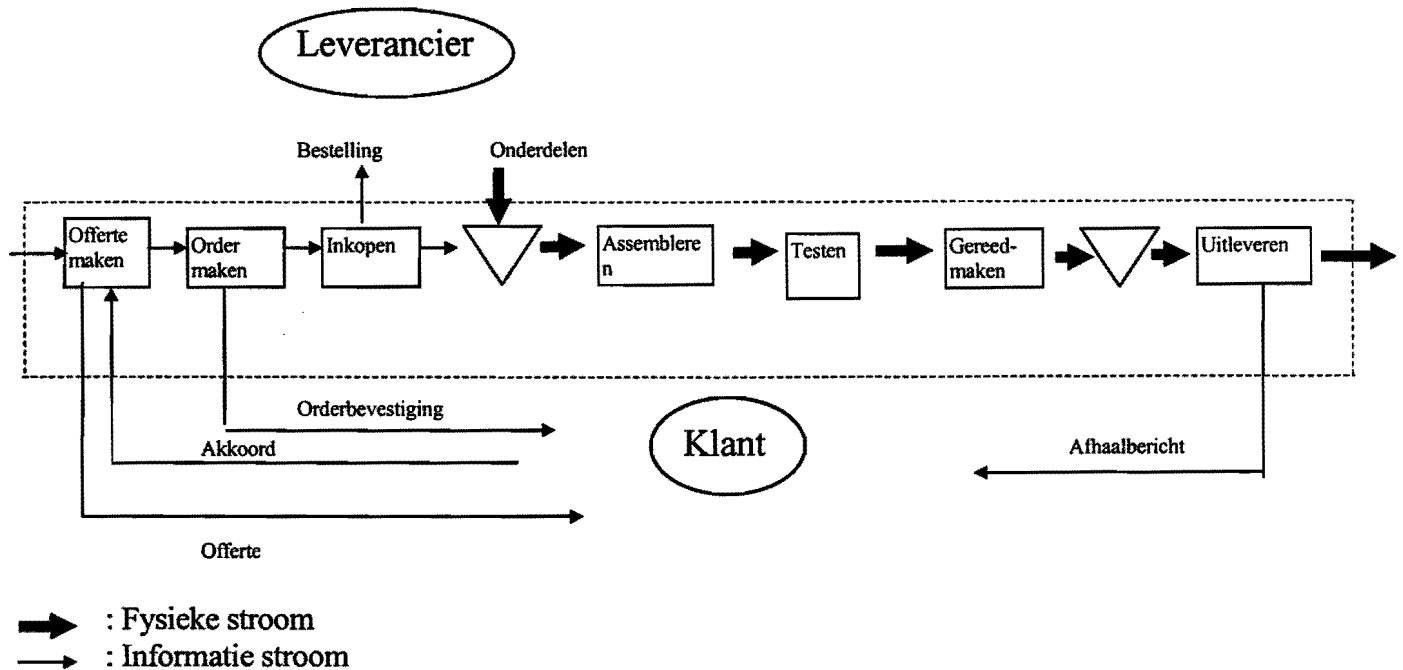 Leverancier
Bestelling
Onderdelen
Offerte
maken
Order
maken
Inkopen
Assemblere
n
Testen
Gereed-
maken
Uitleveren
Orderbevestiging
Akkoord
Klant
Afhaalbericht
Offerte
: Fysieke stroom
: Informatie stroom